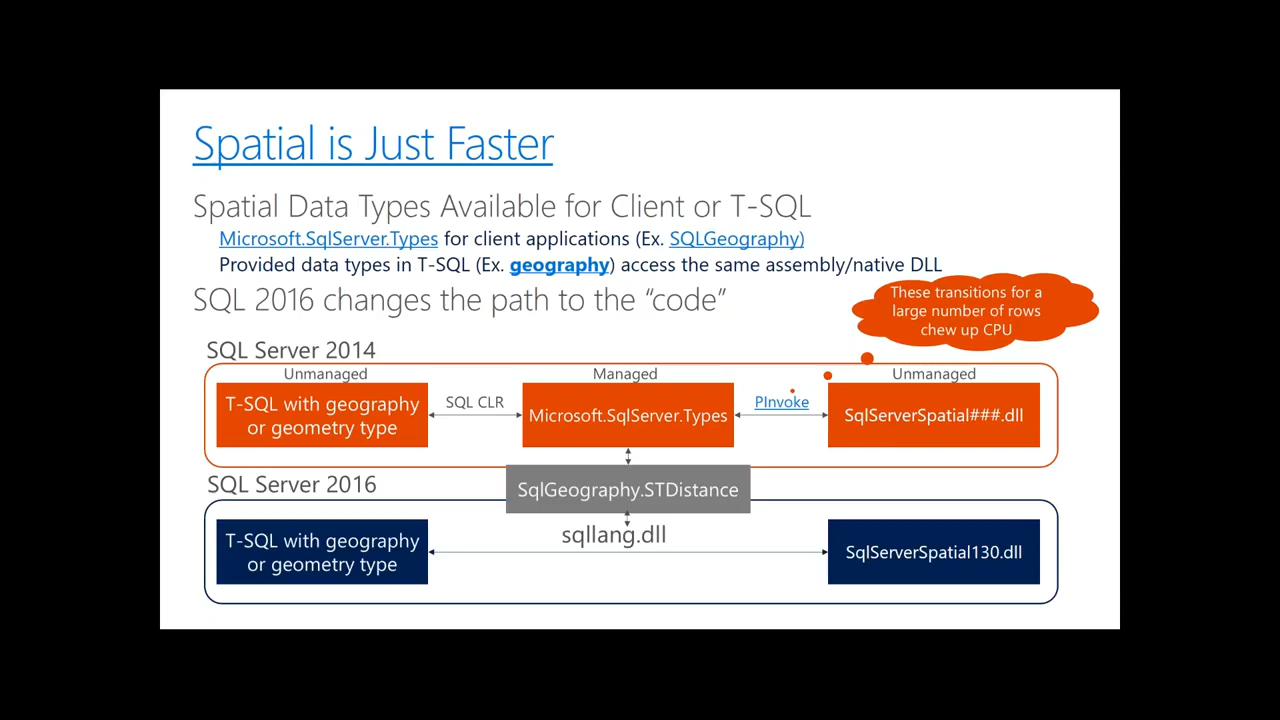 Spatial is Just Faster
Spatial Data Types Available for Client or T-SQL
Microsoft.SqlServer.Types for client applications (Ex. SQLGeography)
Provided data types in T-SQL (Ex. geography) access the same assembly/native DLL
SQL 2016 changes the path to the “code”
These transitions for a
large number of rows
chew up CPU
SQL Server 2014
Unmanaged
Managed
Unmanaged
T-SQL with geography
or geometry type
SQL CLR
Microsoft.SqlServer.Types
PInvoke
SqlServerSpatial###.dll
SQL Server 2016
SqlGeography.STDistance
sqllang.dll
T-SQL with geography
or geometry type
SqlServerSpatial130.dll